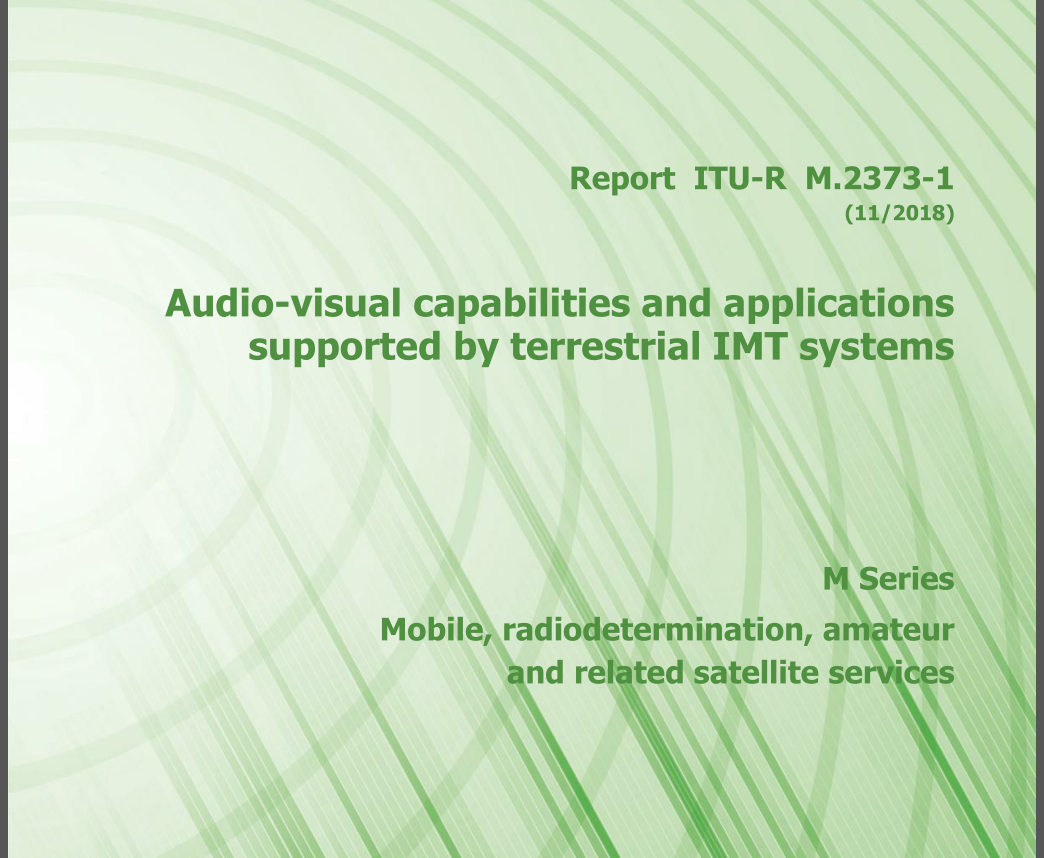 Report ITU-R M.2373-1
(11/2018)
Audio-visual capabilities and applications
supported by terrestrial IMT systems
M Series
Mobile, radiodetermination, amateur
and related satellite services